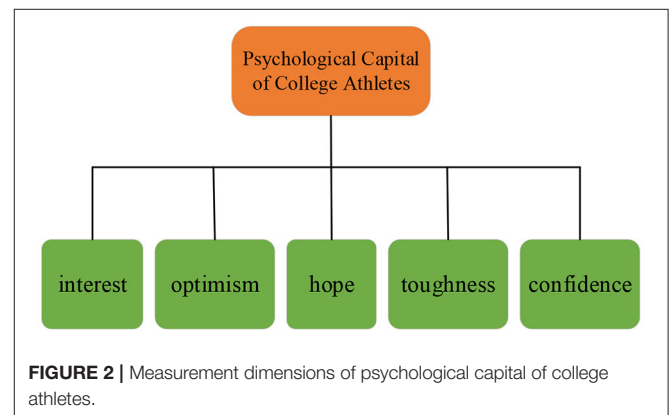 Psychological Capital
of College Athletes
interest optimism hope toughness confidence
FIGURE 2 | Measurement dimensions of psychological capital of college
athletes.